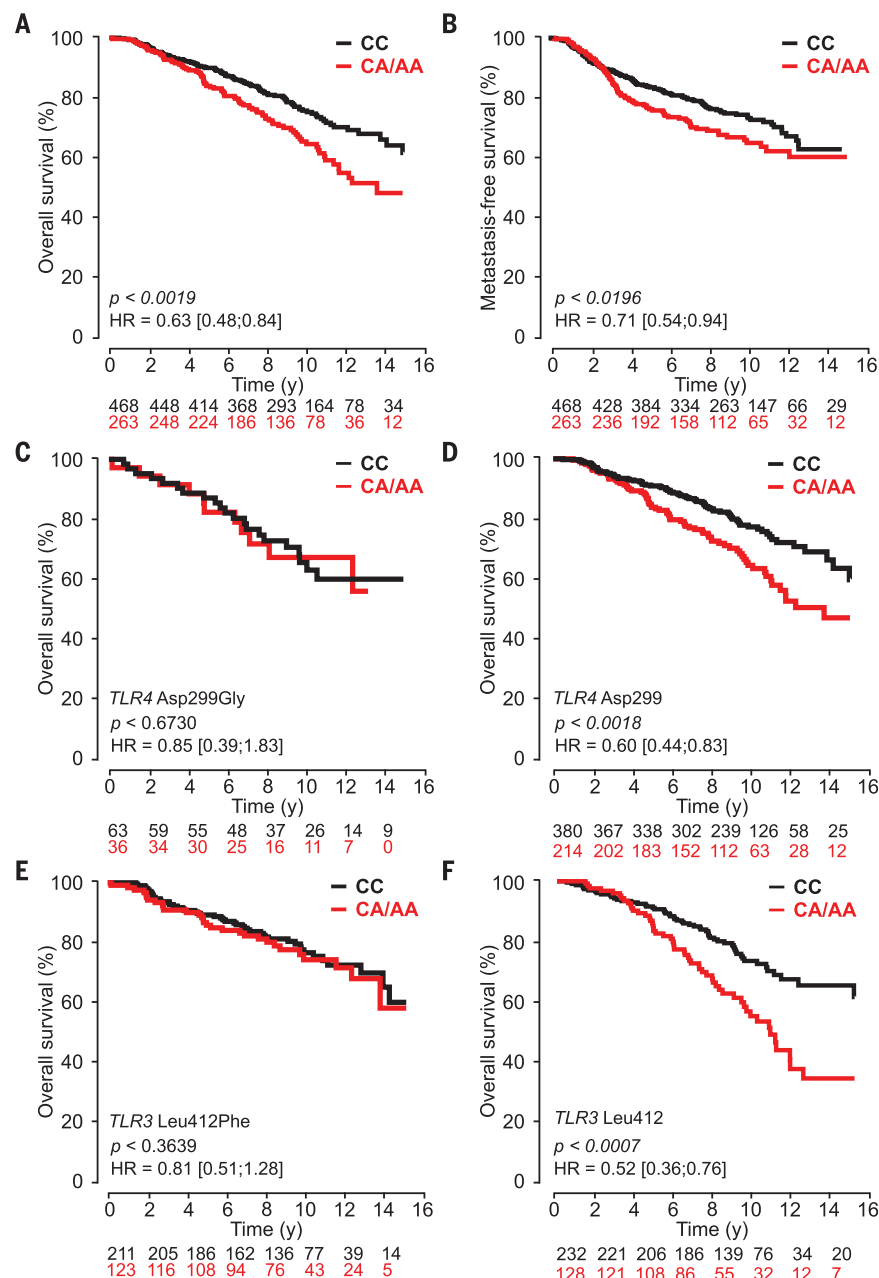 A
Overall survival (%)
100
80
60
40
20
0
CC
CA/AA
p < 0.0019
HR = 0.63 [0.48;0.84]
0 2 4 6 8 10 12 14 16
Time (y)
468 448 414 368 293 164 78 34
263 248 224 186 136 78 36 12
B
Metastasis-free survival (%)
100
80
60
40
20
0
CC
CA/AA
p < 0.0196
HR = 0.71 [0.54;0.94]
0 2 4 6 8 10 12 14 16
Time (y)
468 428 384 334 263 147 66 29
263 236 192 158 112 65 32 12
C
Overall survival (%)
100
80
60
40
20
0
CC
CA/AA
TLR4 Asp299Gly
p < 0.6730
HR = 0.85 [0.39;1.83]
0 2 4 6 8 10 12 14 16
Time (y)
63 59 55 48 37 26 14 9
36 34 30 25 16 11 7 0
D
Overall survival (%)
100
80
60
40
20
0
CC
CA/AA
TLR4 Asp299
p < 0.0018
HR = 0.60 [0.44;0.83]
0 2 4 6 8 10 12 14 16
Time (y)
380 367 338 302 239 126 58 25
214 202 183 152 112 63 28 12
E
Overall survival (%)
100
80
60
40
20
0
CC
CA/AA
TLR3 Leu412Phe
p < 0.3639
HR = 0.81 [0.51;1.28]
0 2 4 6 8 10 12 14 16
Time (y)
211 205 186 162 136 77 39 14
123 116 108 94 76 43 24 5
F
Overall survival (%)
100
80
60
40
20
0
CC
CA/AA
TLR3 Leu412
p < 0.0007
HR = 0.52 [0.36;0.76]
0 2 4 6 8 10 12 14 16
Time (y)
232 221 206 186 139 76 34 20
128 121 108 86 55 32 12 7